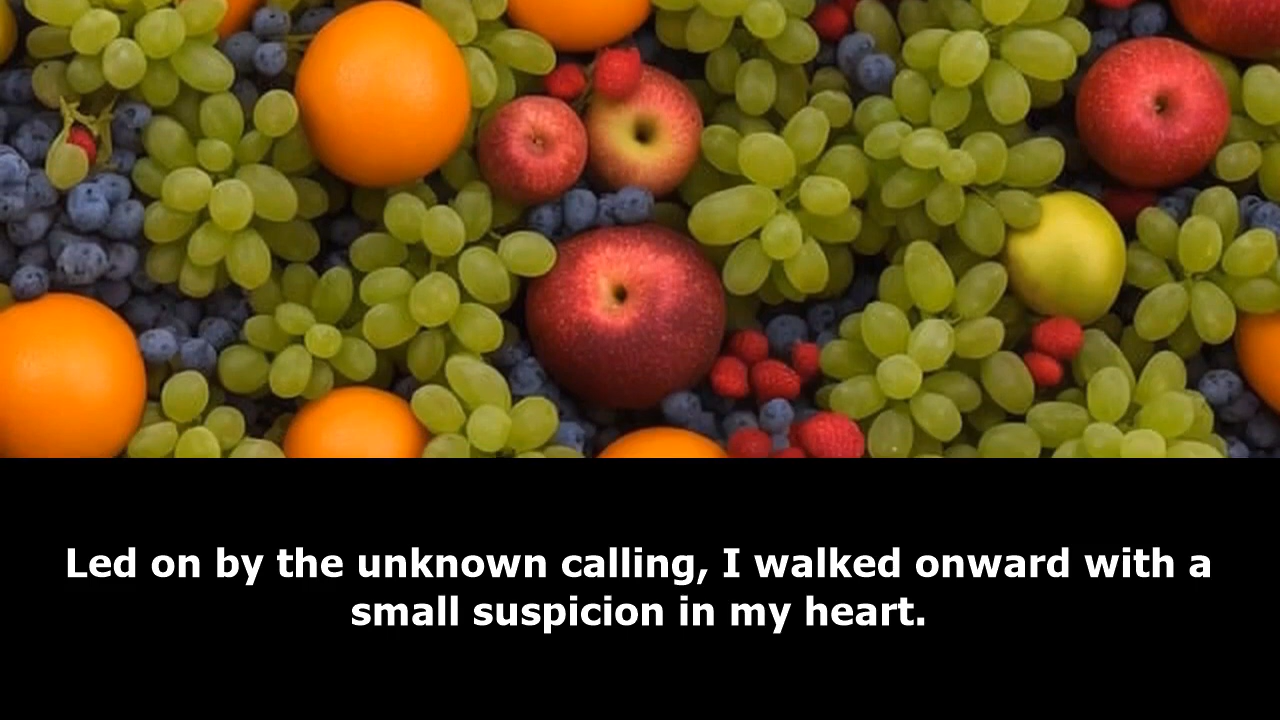 Led on by the unknown calling, I walked onward with a
small suspicion in my heart.